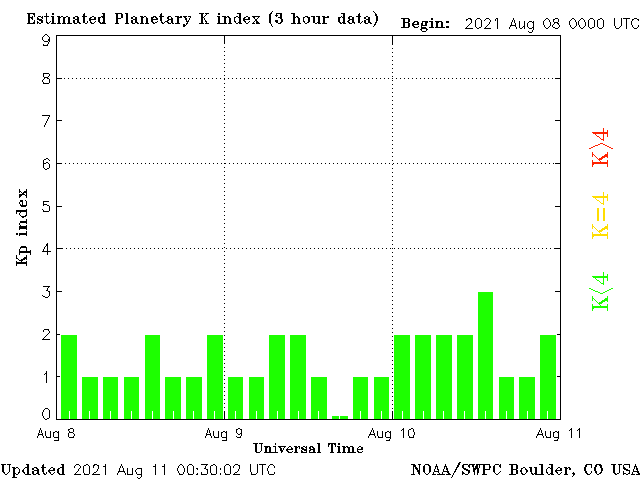 Estimated Planetary K index (3 hour data)
Begin: 2021 Aug 08 0000 UTC
9
8
7
6
5
4
3
2
1
0
Kp index
K>4
K=4
K<4
Aug 8
Aug 9
Aug 10
Aug 11
Universal Time
Updated 2021 Aug 11 00:30:02 UTC
NOAA/SWPC Boulder, CO USA